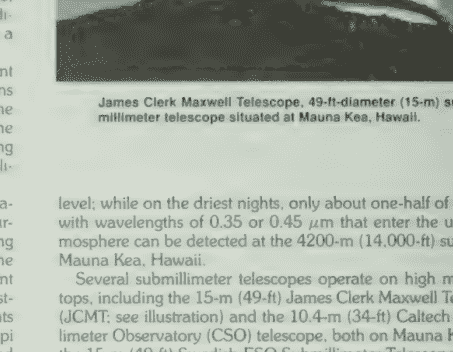 James Clerk Maxwell Telescope, 49-ft-diameter (15-m)
millimeter telescope situated at Mauna Kea, Hawaii.
level; while on the driest nights, only about one-half of
with wavelengths of 0.35 or 0.45 μm that enter the
mosphere can be detected at the 4200-m (14,000-ft)
Mauna Kea, Hawaii.
Several submillimeter telescopes operate on high
tops, including the 15-m (49-ft) James Clerk Maxwell
(JCMT; see illustration) and the 10.4-m (34-ft) Caltech
limeter Observatory (CSO) telescope, both on Mauna